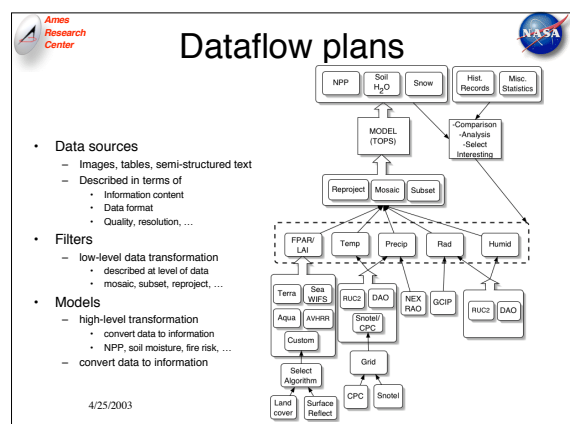 Ames
Research
Center
Dataflow plans
NASA
• Data sources
– Images, tables, semi-structured text
– Described in terms of
• Information content
• Data format
• Quality, resolution, …
• Filters
– low-level data transformation
• described at level of data
• mosaic, subset, reproject, …
• Models
– high-level transformation
• convert data to information
• NPP, soil moisture, fire risk, …
– convert data to information
4/25/2003
NPP
Soil
H2O
Snow
Hist.
Records
Misc.
Statistics
MODEL
(TOPS)
-Comparison
-Analysis
-Select
Interesting
Reproject
Mosaic
Subset
FPAR/
LAI
Temp
Precip
Rad
Humid
Terra
Sea
WIFS
Aqua
AVHRR
Custom
RUC2
DAO
Snotel/
CPC
NEX
RAO
GCIP
RUC2
DAO
Select
Algorithm
Grid
Land
cover
Surface
Reflect
CPC
Snotel